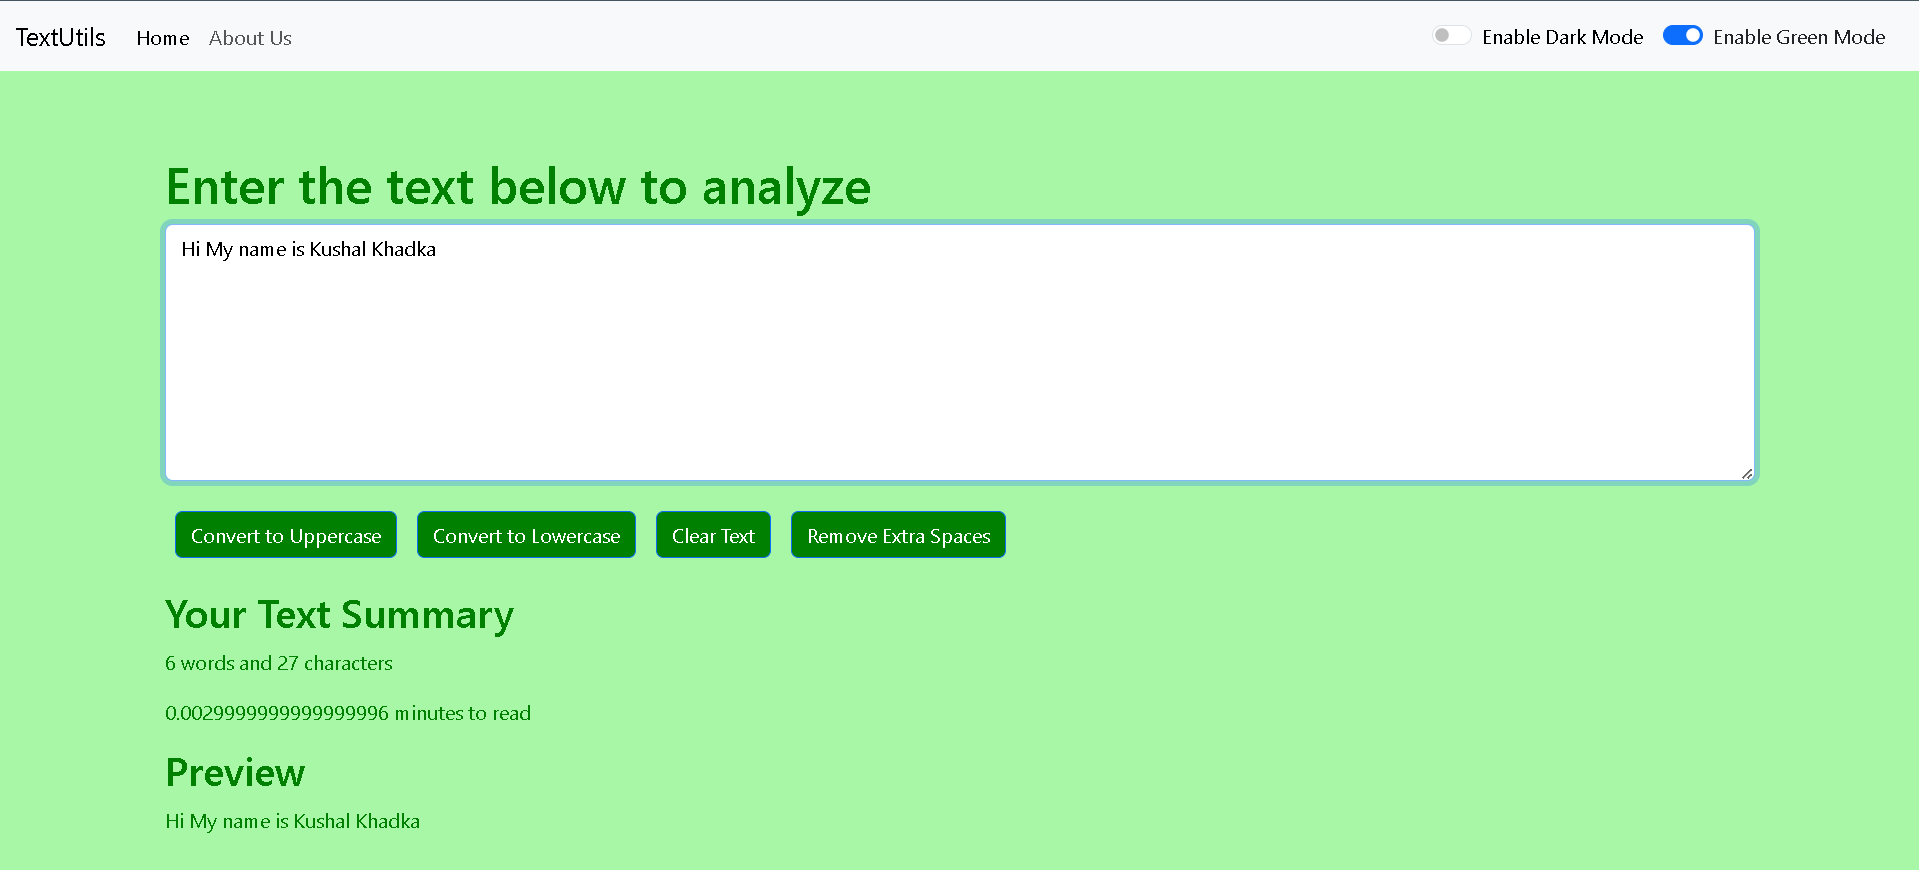 TextUtils Home About Us Enable Dark Mode Enable Green Mode
Enter the text below to analyze
Hi My name is Kushal Khadka
Convert to Uppercase Convert to Lowercase Clear Text Remove Extra Spaces
Your Text Summary
6 words and 27 characters
0.0029999999999999996 minutes to read
Preview
Hi My name is Kushal Khadka